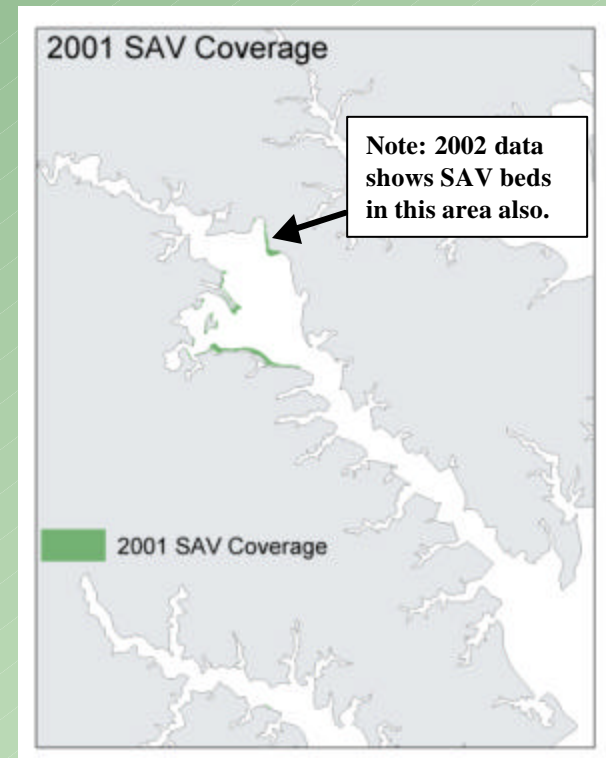 2001 SAV Coverage
Note: 2002 data
shows SAV beds
in this area also.
2001 SAV Coverage